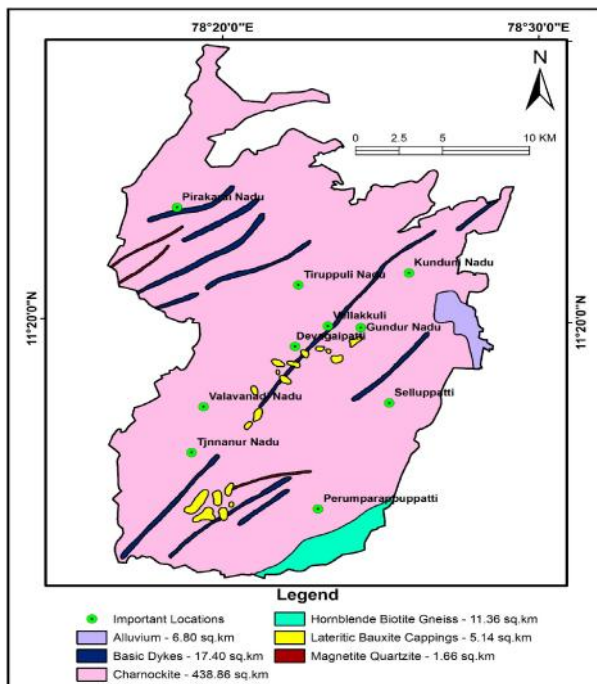 78°20'0"E 78°30'0"E
N
0 2.5 5 10 KM
Pirakarai Nadu
Kunduni Nadu
Tiruppuli Nadu
11°20'0"N 11°20'0"N
Vellakkuli
Gundur Nadu
Devagaipatti
Valavanadi Nadu
Selluppatti
Tjnnanur Nadu
Perumparappuppatti
Legend
Important Locations Hornblende Biotite Gneiss - 11.36 sq.km
Alluvium - 6.80 sq.km Lateritic Bauxite Cappings - 5.14 sq.km
Basic Dykes - 17.40 sq.km Magnetite Quartzite - 1.66 sq.km
Charnockite - 438.86 sq.km